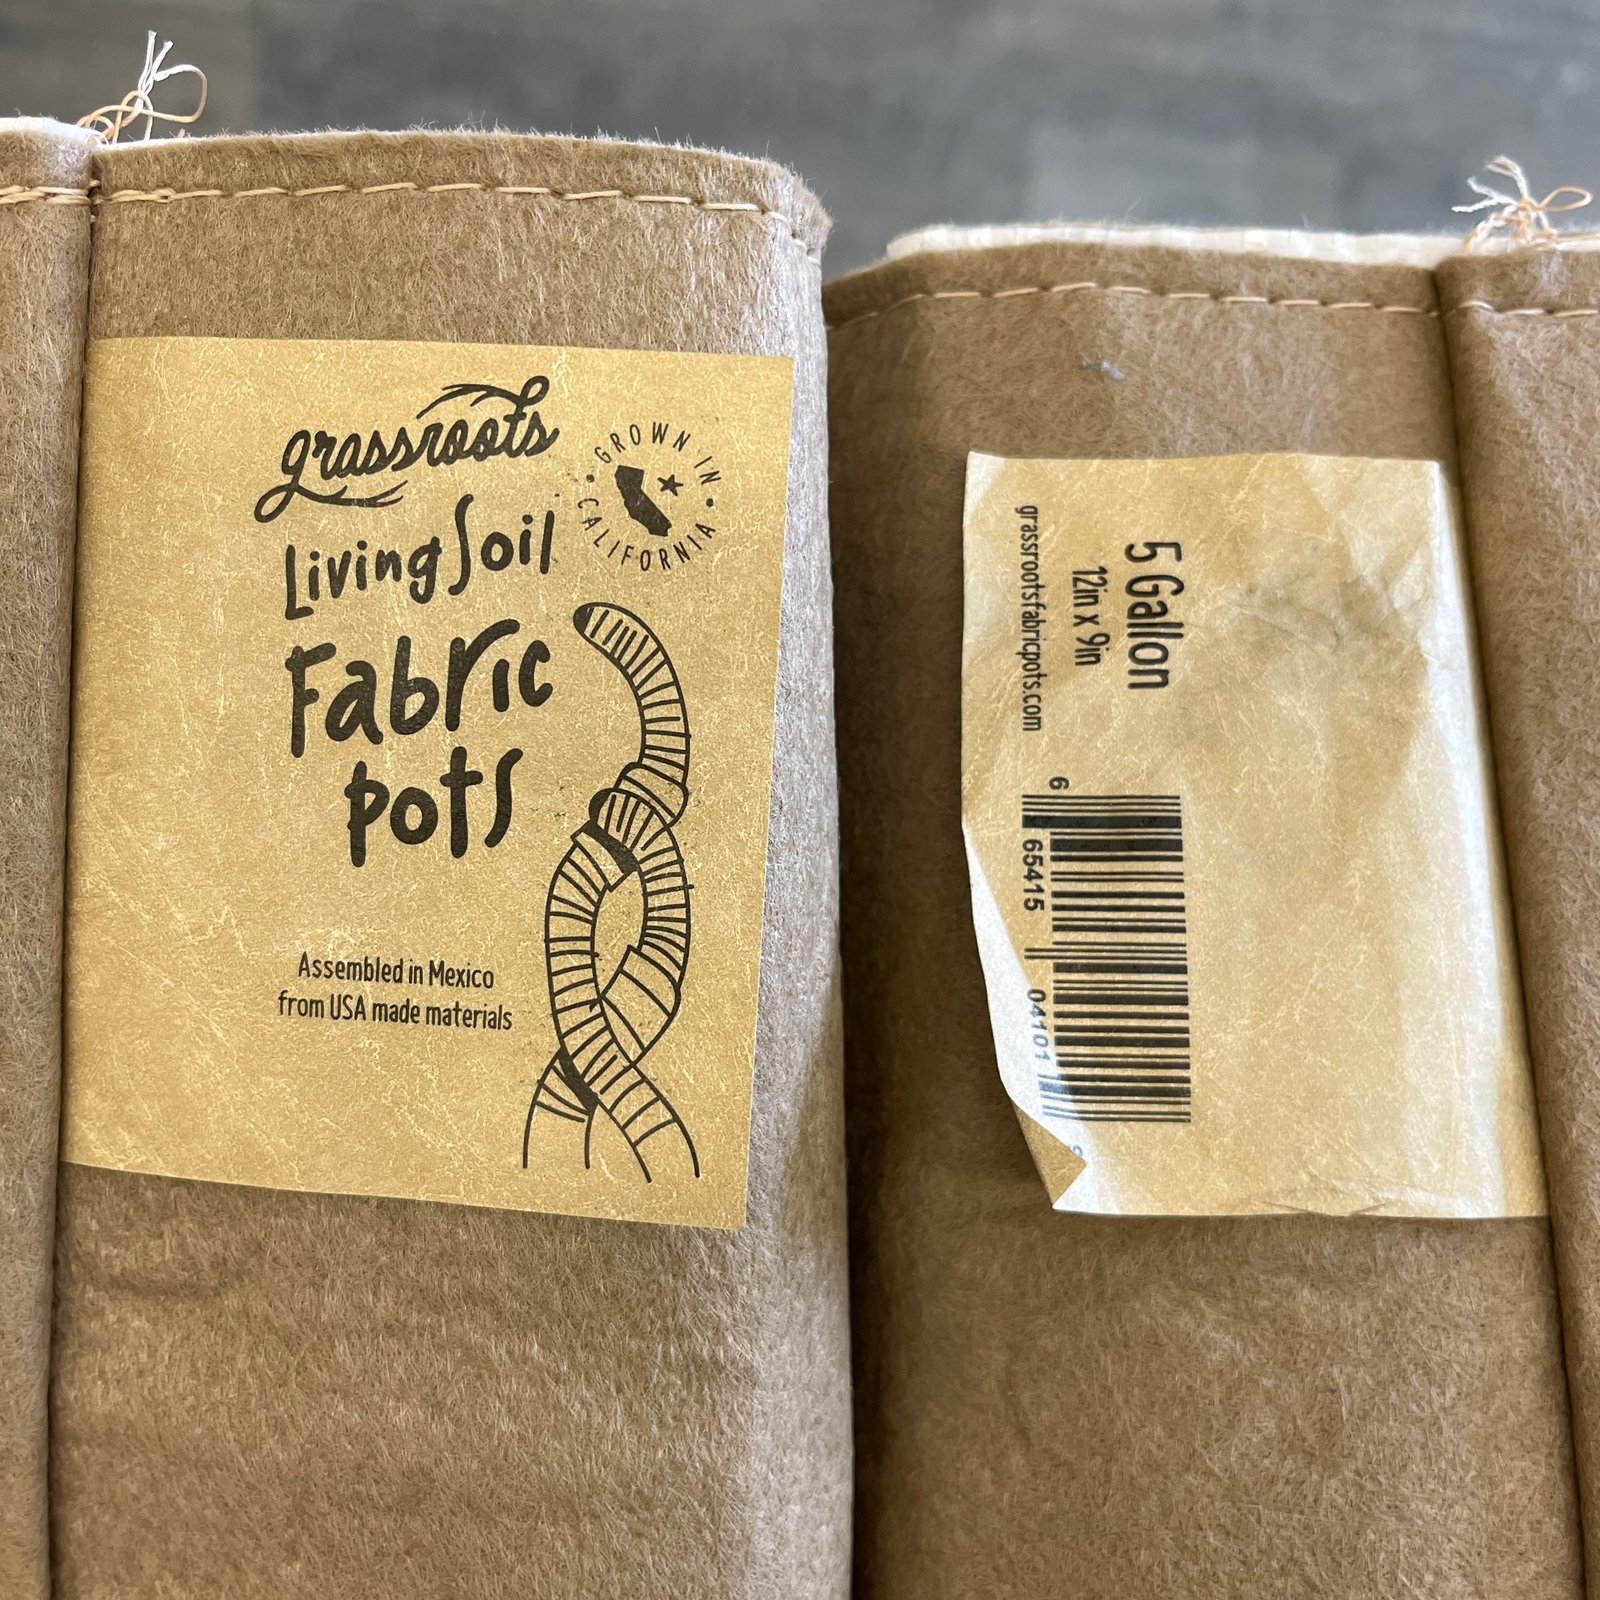 grassroots
GROWN IN
CALIFORNIA
Living Soil
Fabric
pots
Assembled in Mexico
from USA made materials
5 Gallon
12in x 9in
grassrootsfabricpots.com
6 65415 04101